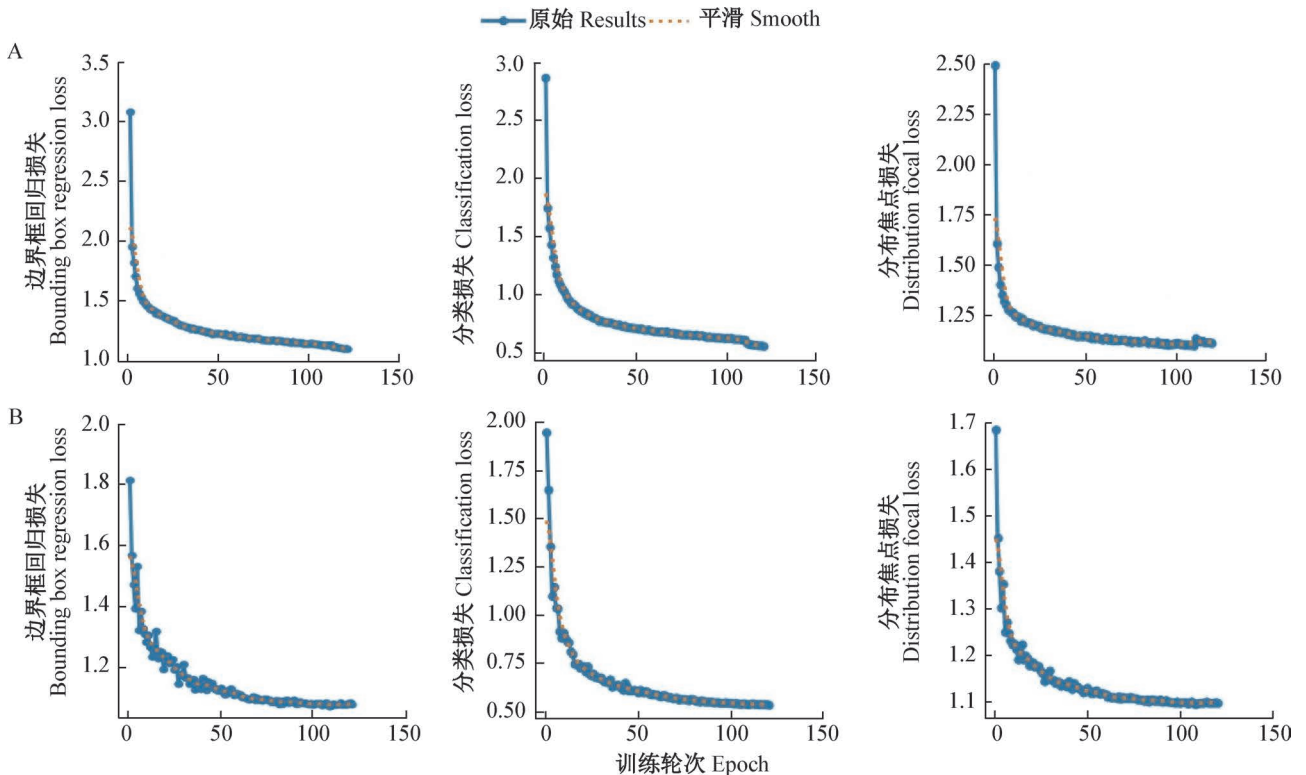 原始 Results 平滑 Smooth
A
边界框回归损失
Bounding box regression loss
3.5
3.0
2.5
2.0
1.5
1.0
0 50 100 150
分类损失 Classification loss
3.0
2.5
2.0
1.5
1.0
0.5
0 50 100 150
分布焦点损失
Distribution focal loss
2.50
2.25
2.00
1.75
1.50
1.25
0 50 100 150
B
边界框回归损失
Bounding box regression loss
2.0
1.8
1.6
1.4
1.2
0 50 100 150
分类损失 Classification loss
2.00
1.75
1.50
1.25
1.00
0.75
0.50
0 50 100 150
分布焦点损失
Distribution focal loss
1.7
1.6
1.5
1.4
1.3
1.2
1.1
0 50 100 150
训练轮次 Epoch